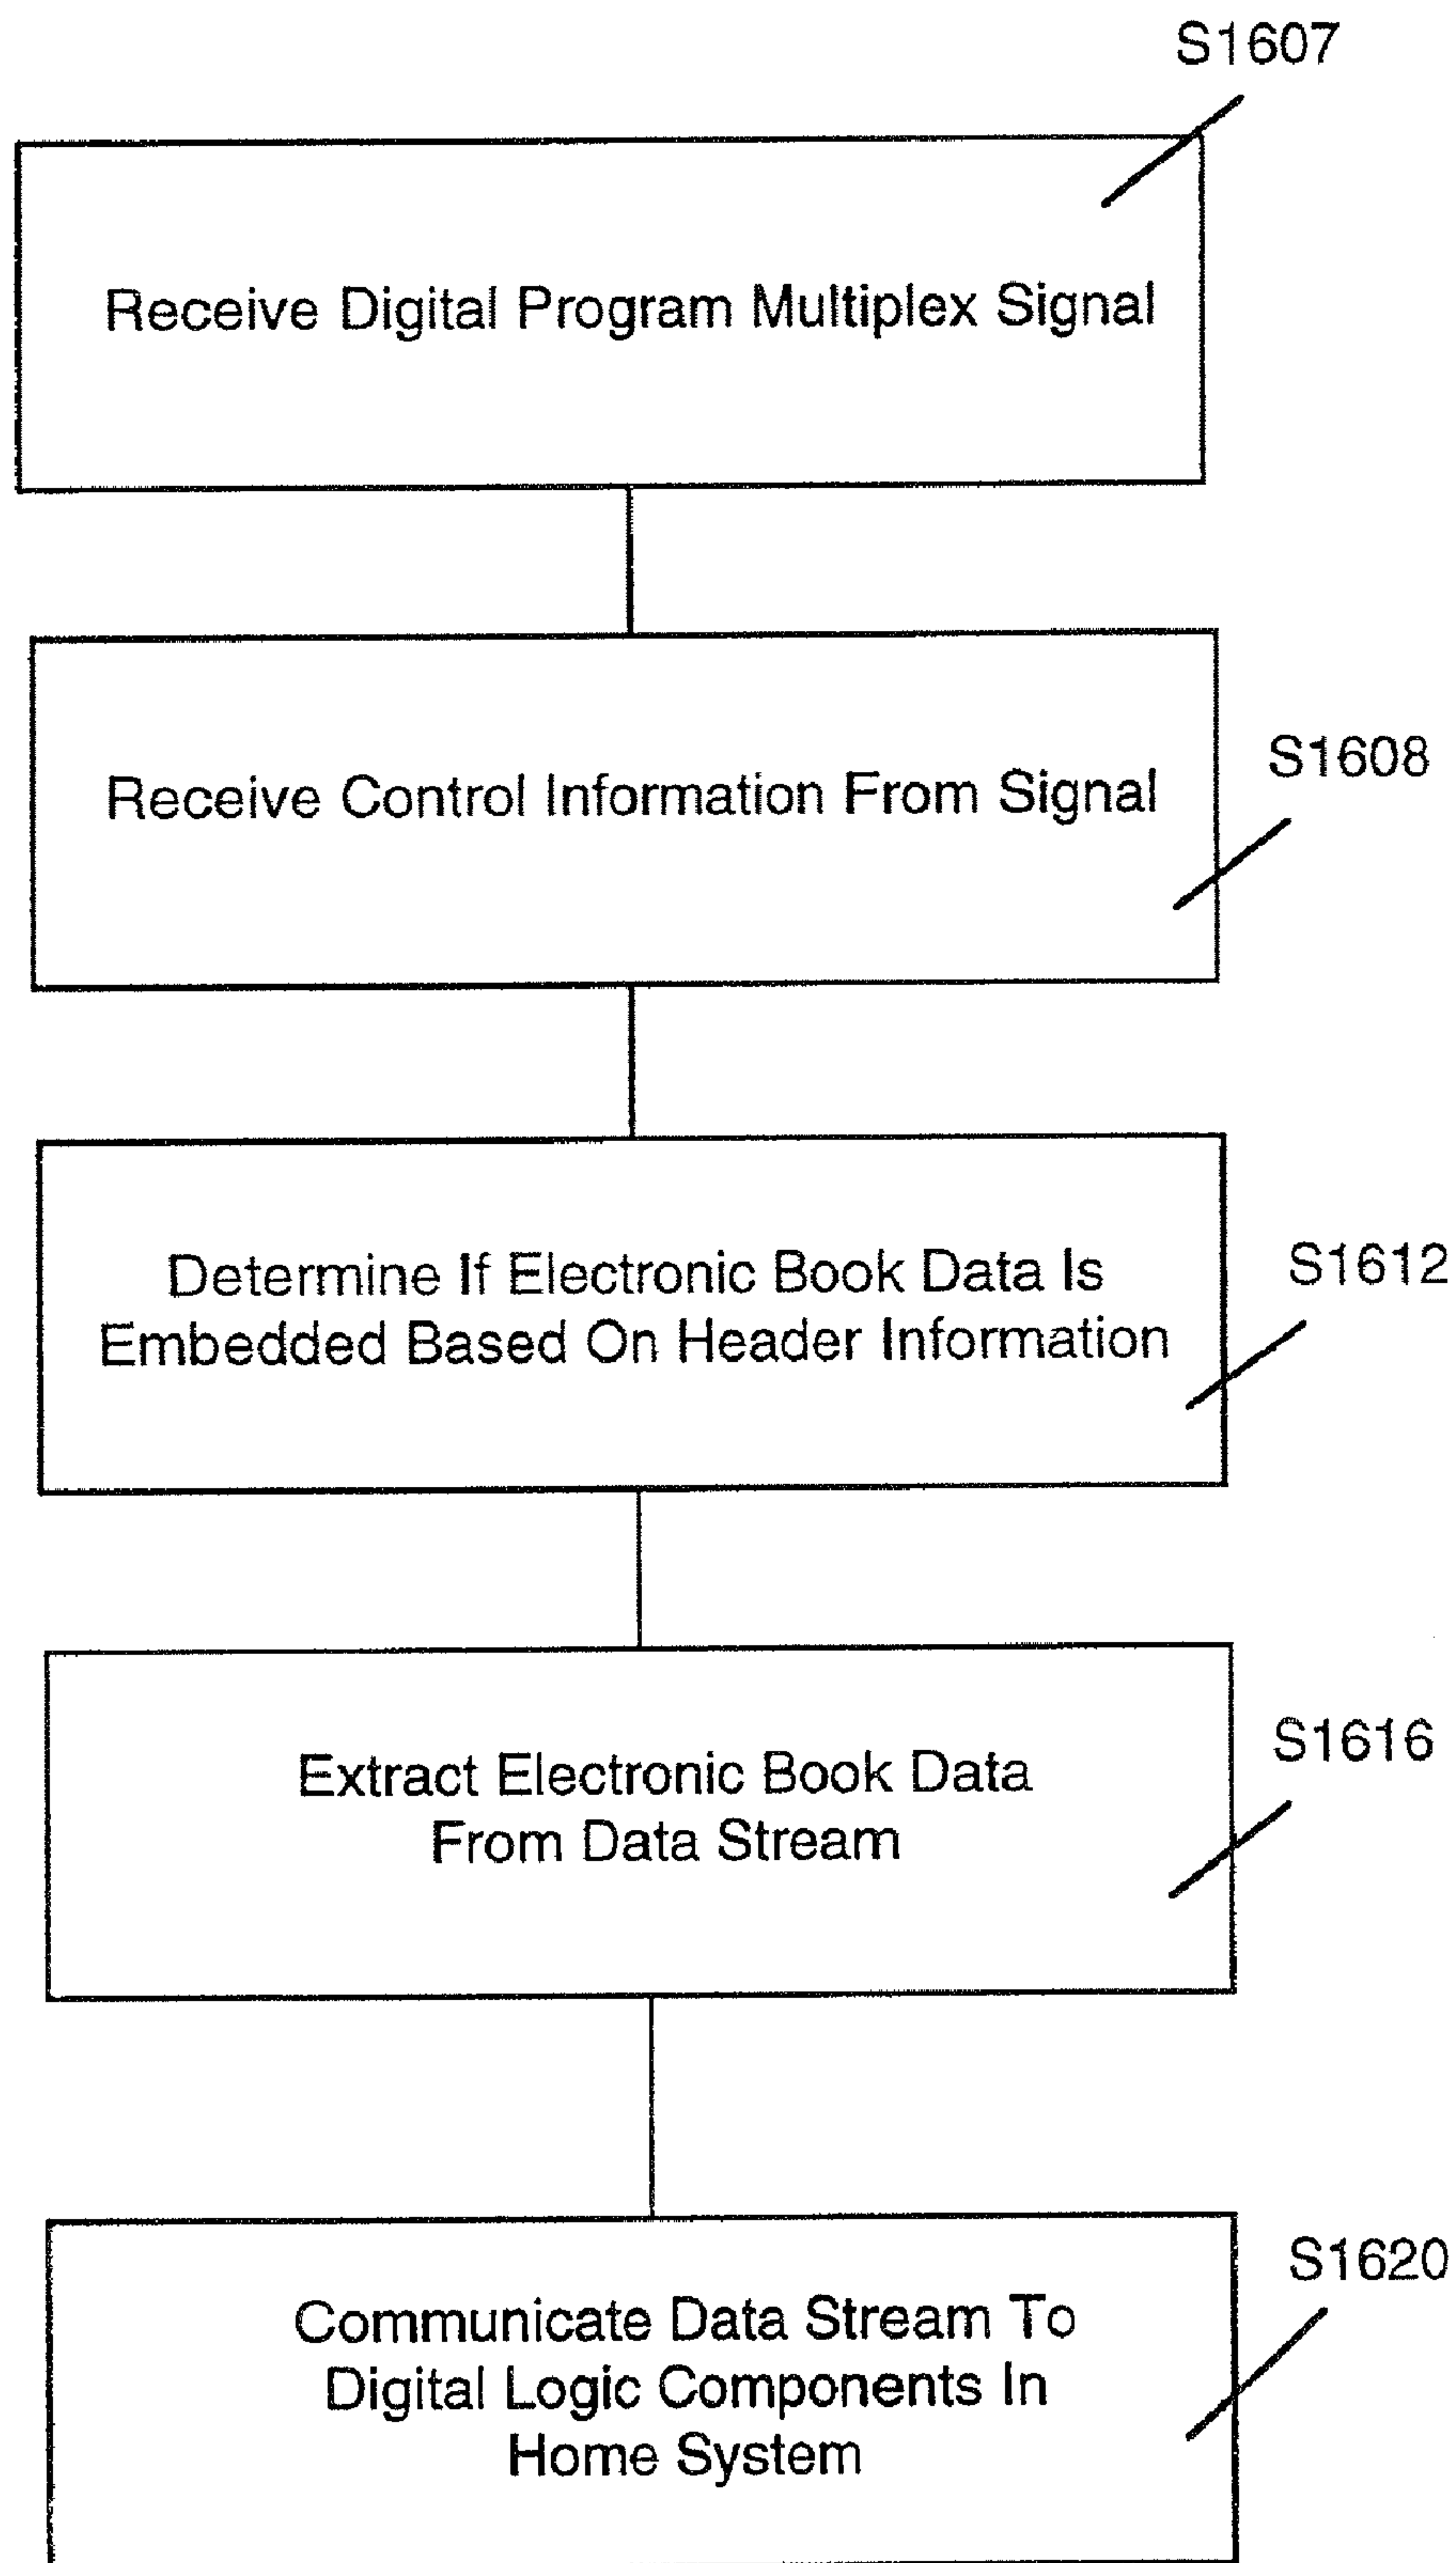 S1607
Receive Digital Program Multiplex Signal
S1608
Receive Control Information From Signal
S1612
Determine If Electronic Book Data Is
Embedded Based On Header Information
S1616
Extract Electronic Book Data
From Data Stream
S1620
Communicate Data Stream To
Digital Logic Components In
Home System